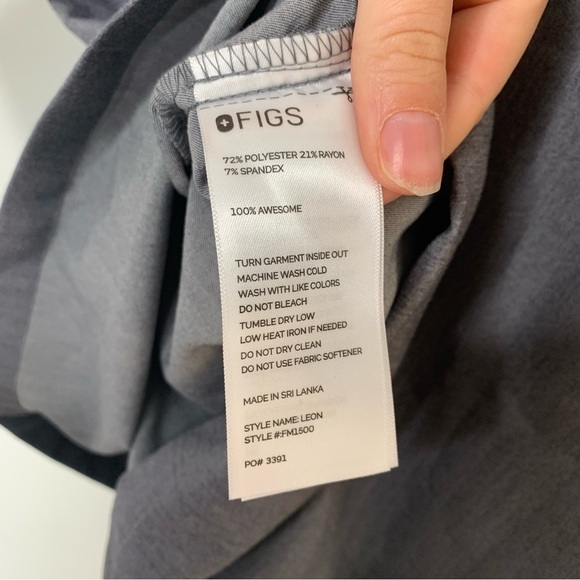 FIGS
72% POLYESTER 21% RAYON
7% SPANDEX
100% AWESOME
TURN GARMENT INSIDE OUT
MACHINE WASH COLD
WASH WITH LIKE COLORS
DO NOT BLEACH
TUMBLE DRY LOW
LOW HEAT IRON IF NEEDED
DO NOT DRY CLEAN
DO NOT USE FABRIC SOFTENER
MADE IN SRI LANKA
STYLE NAME: LEON
STYLE #:FM1500
PO# 3391